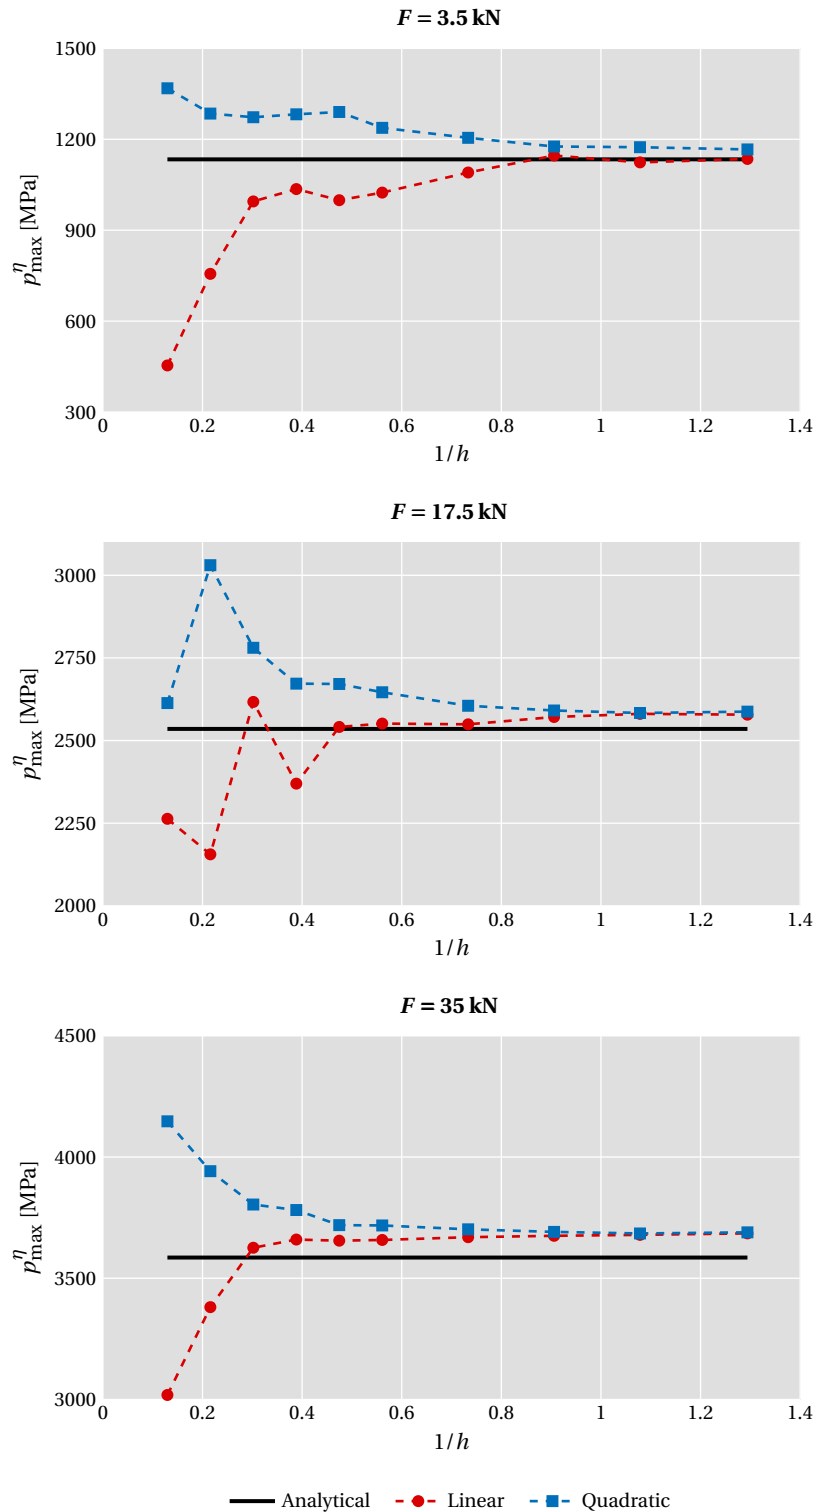 F = 3.5 kN
1500
1200
900
600
300
p^η_max [MPa]
0 0.2 0.4 0.6 0.8 1 1.2 1.4
1/h
F = 17.5 kN
3000
2750
2500
2250
2000
p^η_max [MPa]
0 0.2 0.4 0.6 0.8 1 1.2 1.4
1/h
F = 35 kN
4500
4000
3500
3000
p^η_max [MPa]
0 0.2 0.4 0.6 0.8 1 1.2 1.4
1/h
Analytical Linear Quadratic